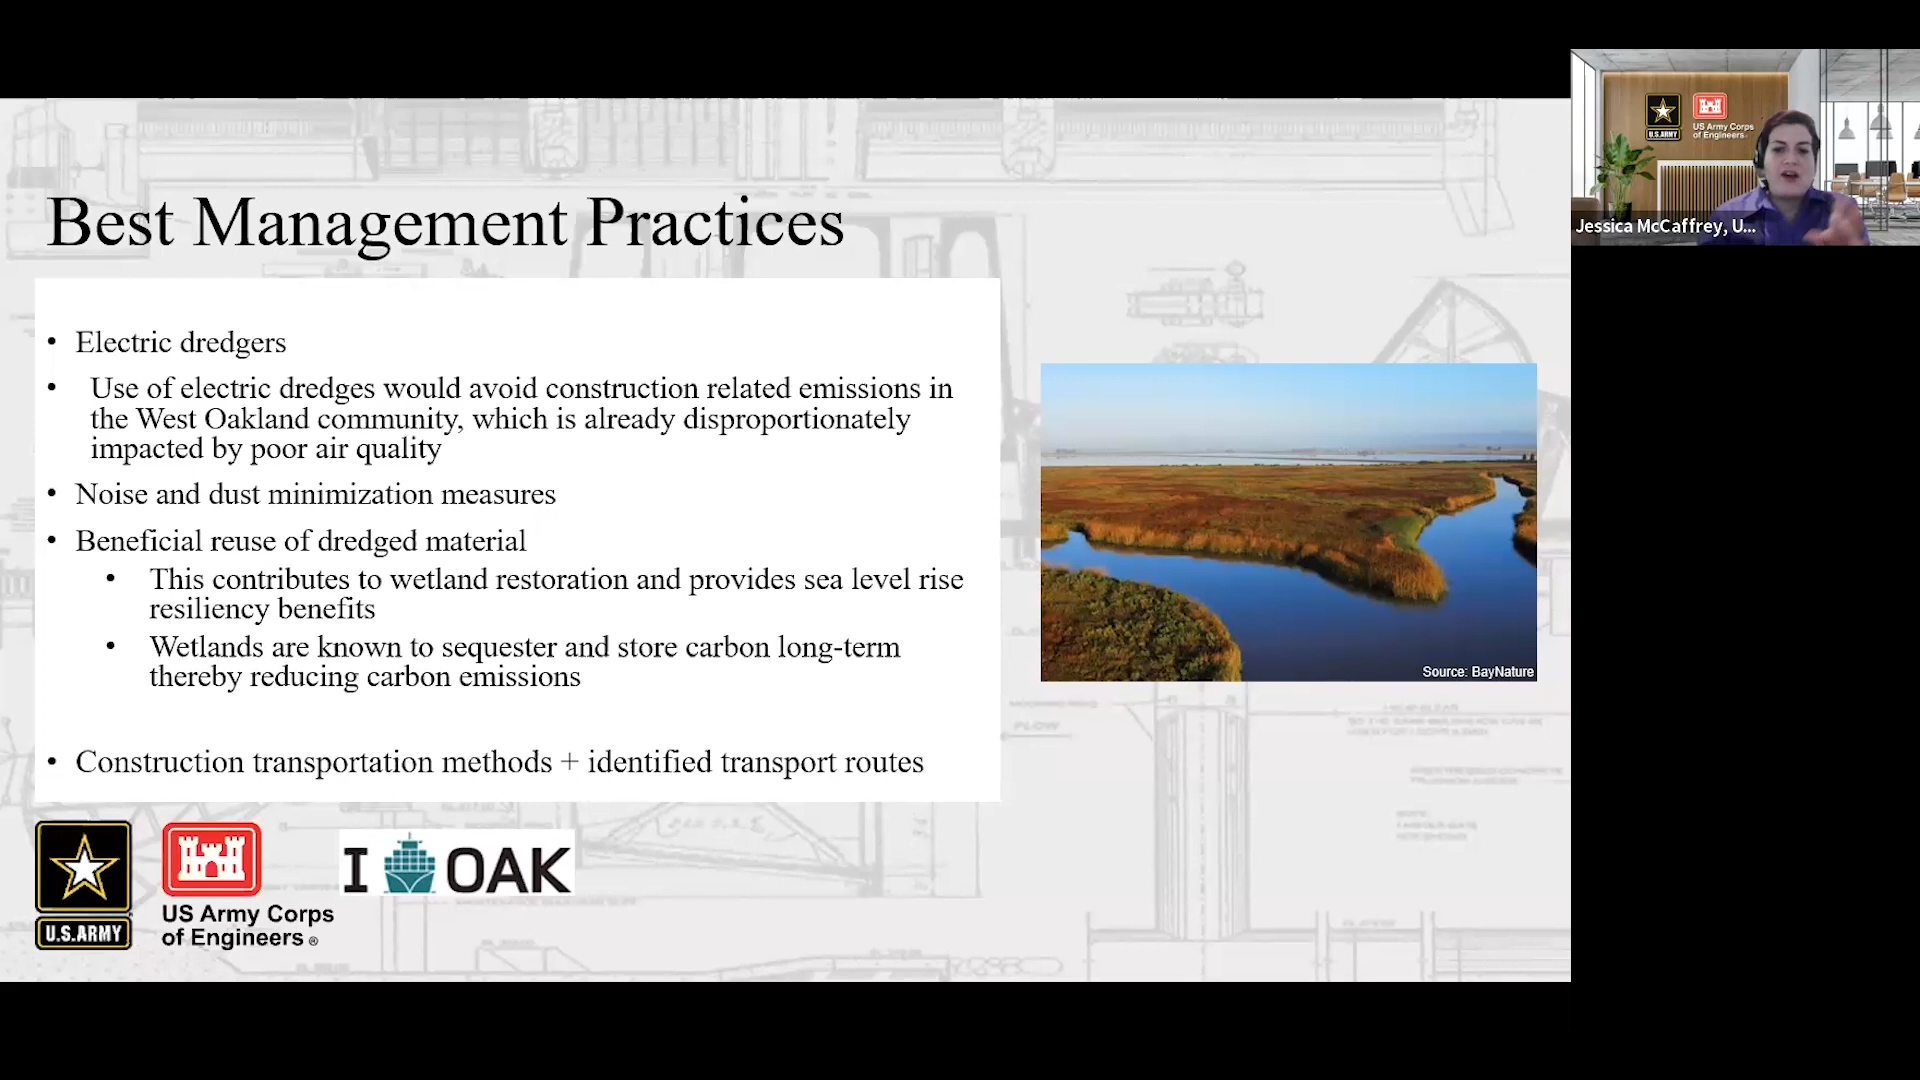 Best Management Practices
• Electric dredgers
• Use of electric dredges would avoid construction related emissions in
the West Oakland community, which is already disproportionately
impacted by poor air quality
• Noise and dust minimization measures
• Beneficial reuse of dredged material
• This contributes to wetland restoration and provides sea level rise
resiliency benefits
• Wetlands are known to sequester and store carbon long-term
thereby reducing carbon emissions
• Construction transportation methods + identified transport routes
Source: BayNature
U.S.ARMY
US Army Corps
of Engineers ®
I OAK
U.S.ARMY
US Army Corps
of Engineers
Jessica McCaffrey, U...
PLOW